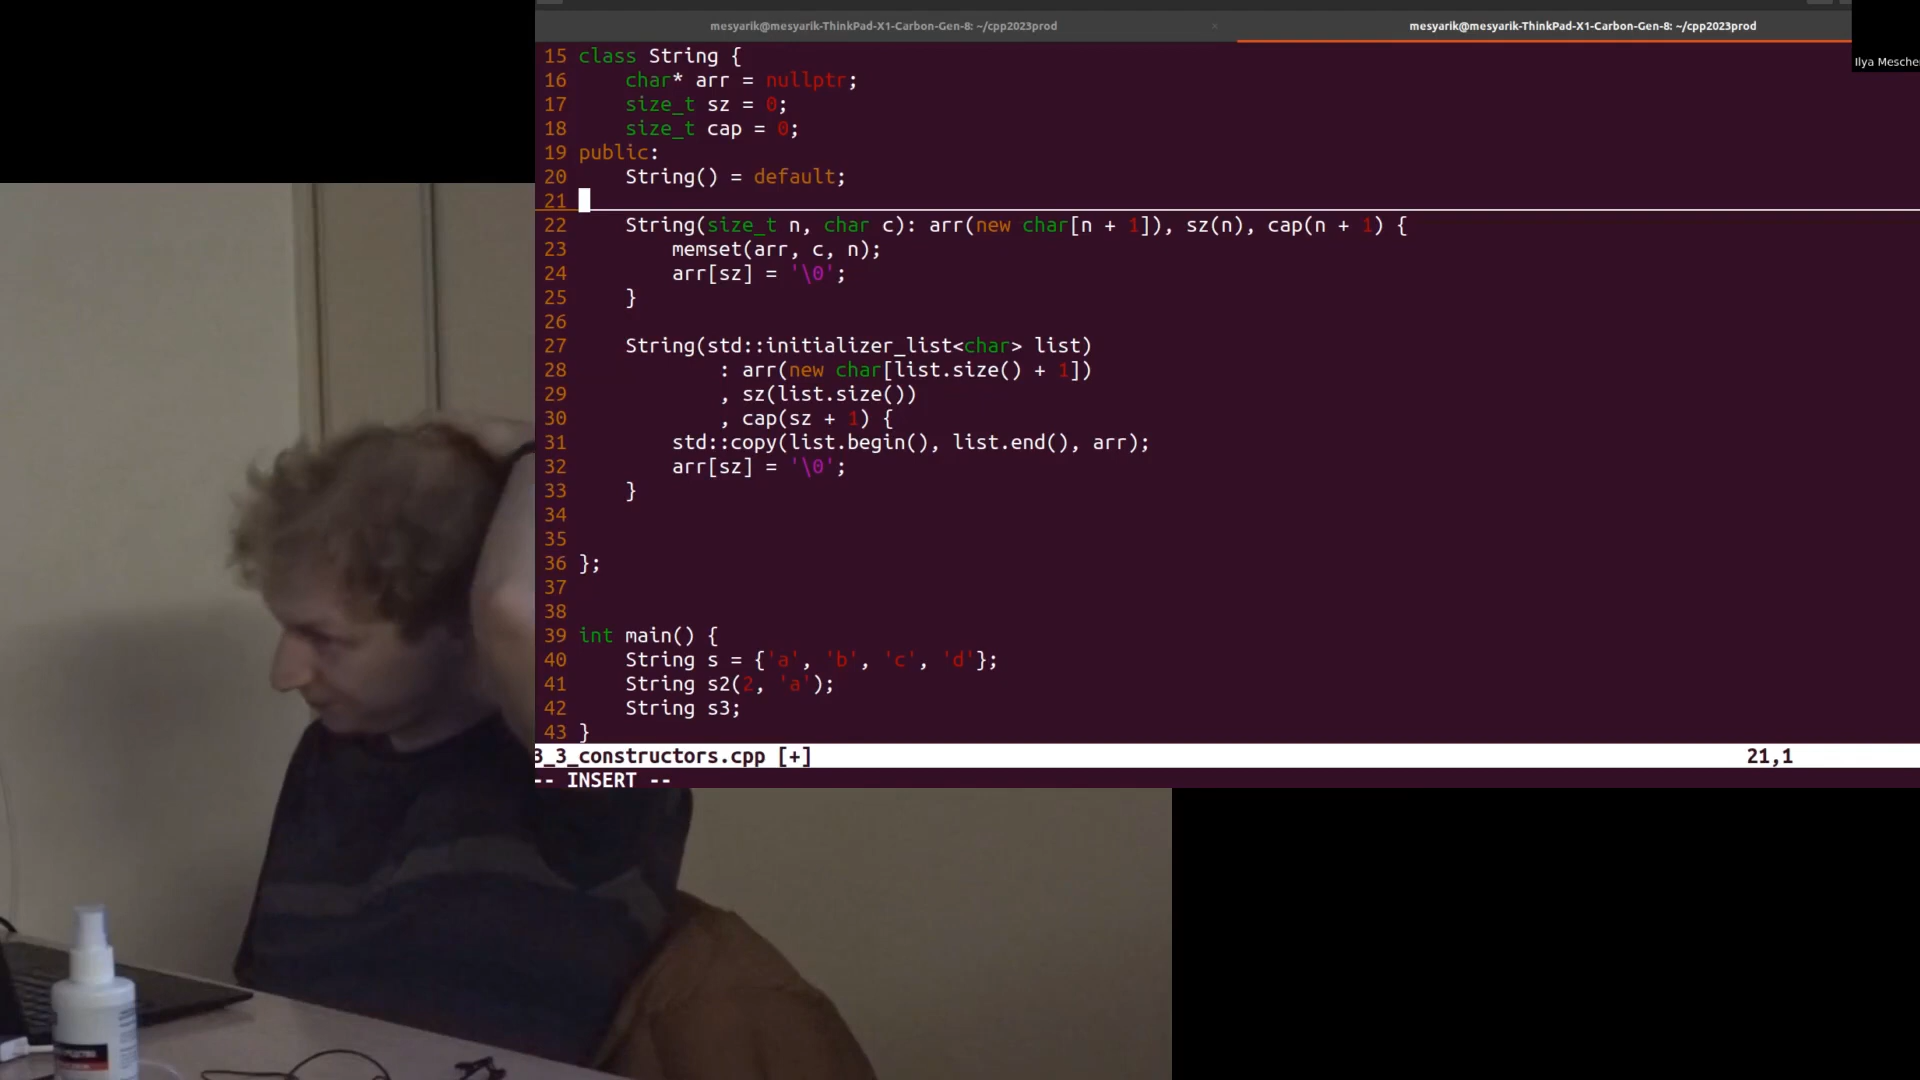 mesyarik@mesyarik-ThinkPad-X1-Carbon-Gen-8: ~/cpp2023prod
mesyarik@mesyarik-ThinkPad-X1-Carbon-Gen-8: ~/cpp2023prod
Ilya Mescher
15 class String {
16     char* arr = nullptr;
17     size_t sz = 0;
18     size_t cap = 0;
19 public:
20     String() = default;
21
22     String(size_t n, char c): arr(new char[n + 1]), sz(n), cap(n + 1) {
23         memset(arr, c, n);
24         arr[sz] = '\0';
25     }
26
27     String(std::initializer_list<char> list)
28             : arr(new char[list.size() + 1])
29             , sz(list.size())
30             , cap(sz + 1) {
31         std::copy(list.begin(), list.end(), arr);
32         arr[sz] = '\0';
33     }
34
35
36 };
37
38
39 int main() {
40     String s = {'a', 'b', 'c', 'd'};
41     String s2(2, 'a');
42     String s3;
43 }
3_3_constructors.cpp [+] 21,1
-- INSERT --